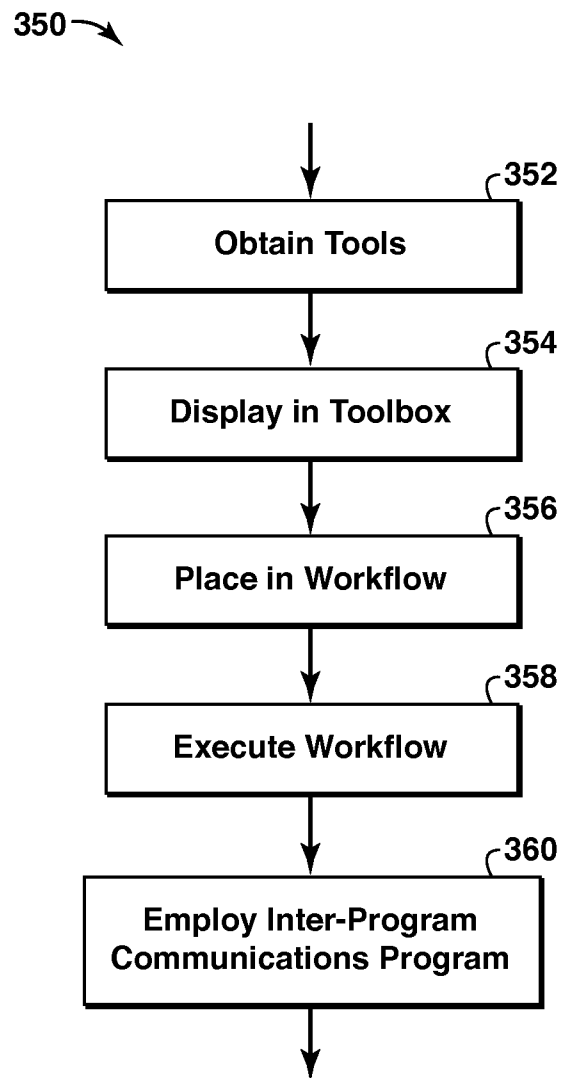 350
352
Obtain Tools
354
Display in Toolbox
356
Place in Workflow
358
Execute Workflow
360
Employ Inter-Program
Communications Program